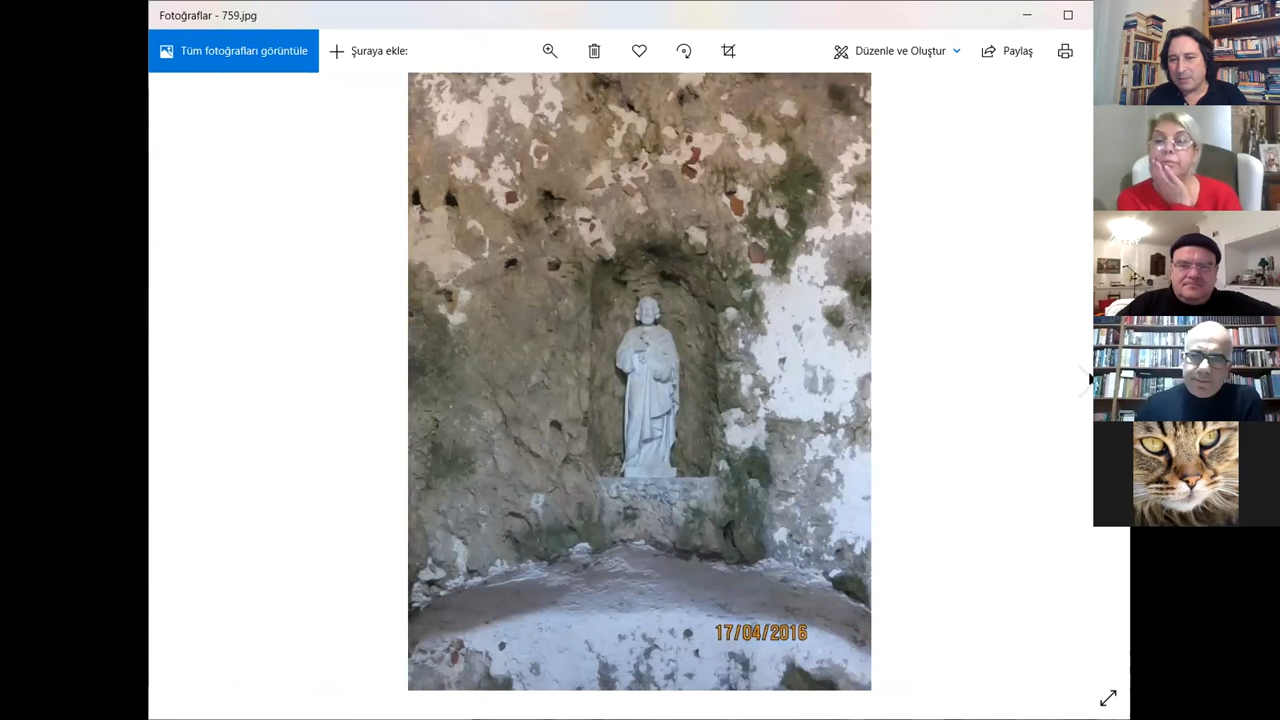 Fotoğraflar - 759.jpg
Tüm fotoğrafları görüntüle
Şuraya ekle:
Düzenle ve Oluştur
Paylaş
17/04/2016